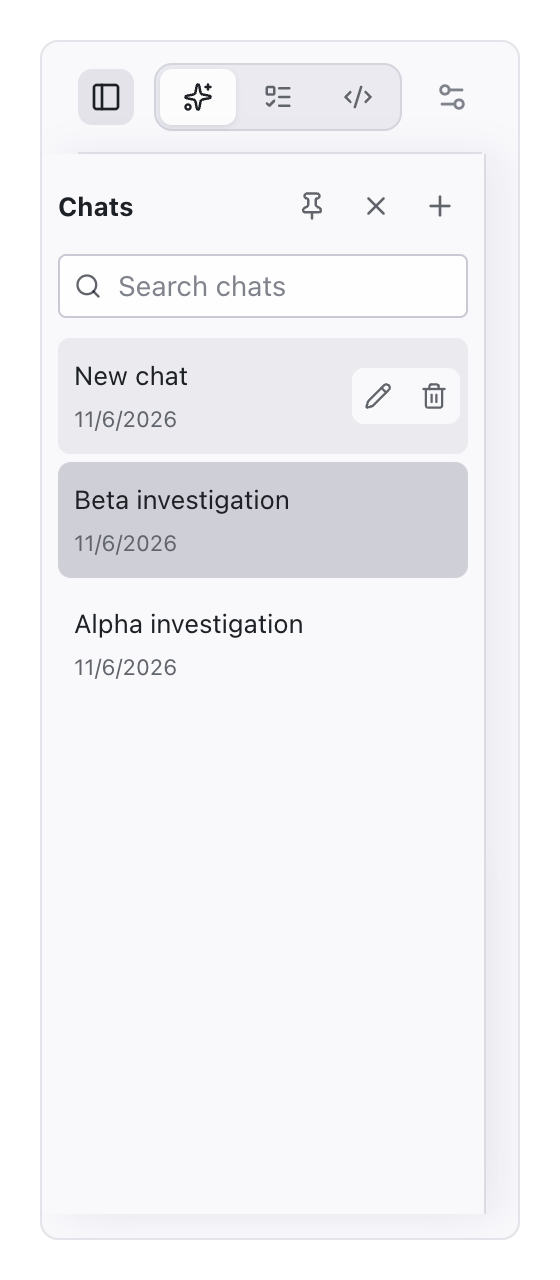 Chats
Search chats
New chat
11/6/2026
Beta investigation
11/6/2026
Alpha investigation
11/6/2026